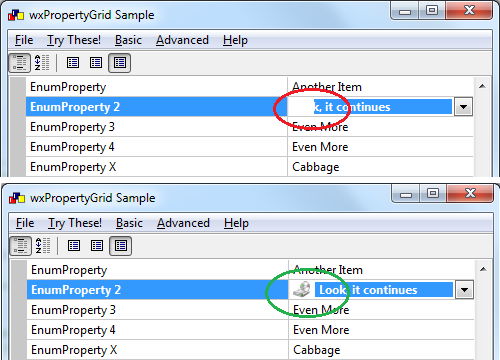 wxPropertyGrid Sample
File Try These! Basic Advanced Help
EnumProperty Another Item
EnumProperty 2 k, it continues
EnumProperty 3 Even More
EnumProperty 4 Even More
EnumProperty X Cabbage
wxPropertyGrid Sample
File Try These! Basic Advanced Help
EnumProperty Another Item
EnumProperty 2 Look, it continues
EnumProperty 3 Even More
EnumProperty 4 Even More
EnumProperty X Cabbage